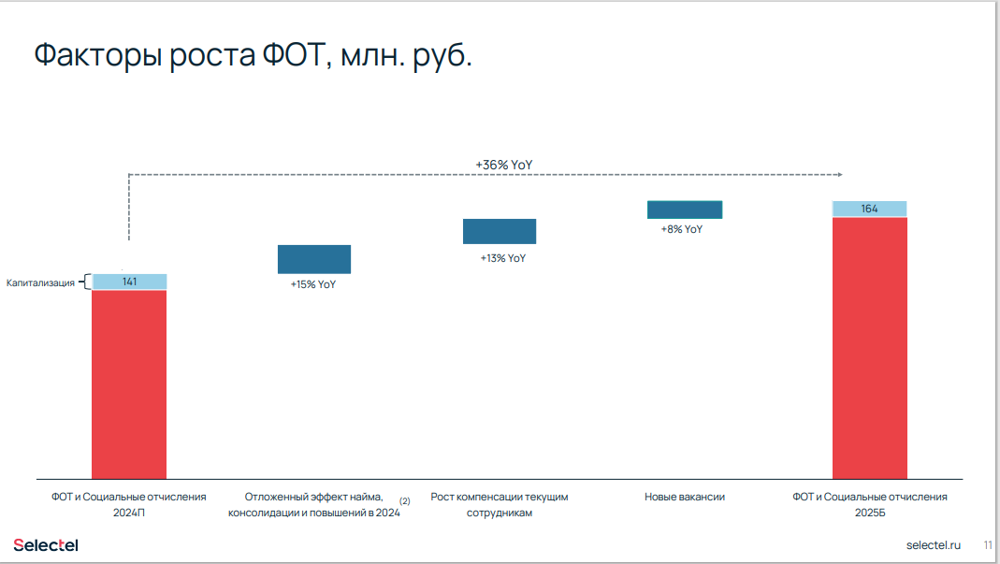 Факторы роста ФОТ, млн. руб.
+36% YoY
164
+8% YoY
+13% YoY
Капитализация
141
+15% YoY
ФОТ и Социальные отчисления
2024П
Отложенный эффект найма,
консолидации и повышений в 2024
(2)
Рост компенсации текущим
сотрудникам
Новые вакансии
ФОТ и Социальные отчисления
2025Б
Selectel
selectel.ru
11